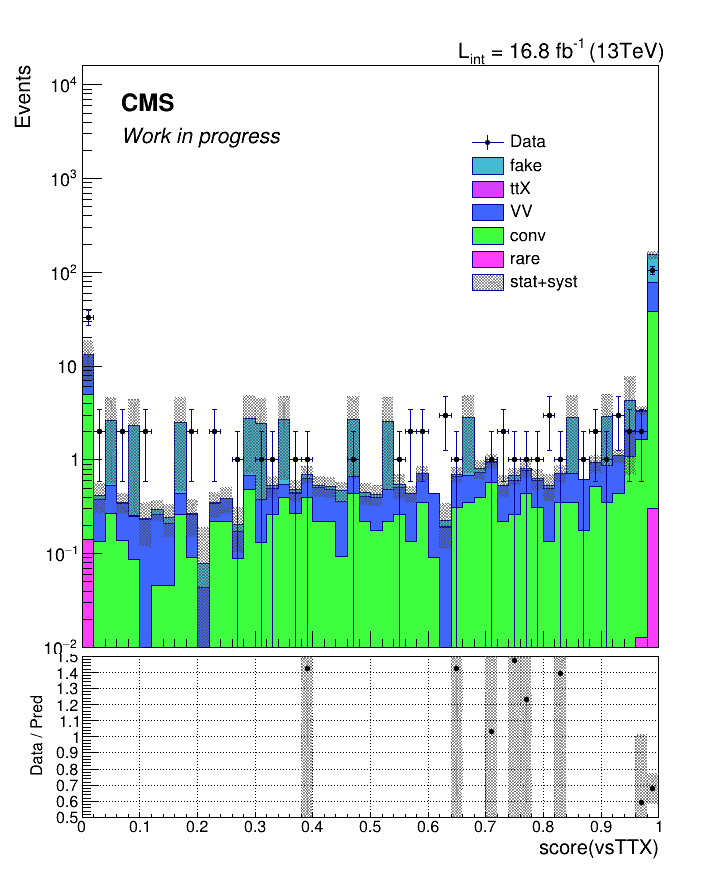 L_int = 16.8 fb^-1 (13TeV)
Events
CMS
Work in progress
Data
fake
ttX
VV
conv
rare
stat+syst
10^4
10^3
10^2
10
1
10^-1
10^-2
Data / Pred
1.5
1.4
1.3
1.2
1.1
1
0.9
0.8
0.7
0.6
0.5
0 0.1 0.2 0.3 0.4 0.5 0.6 0.7 0.8 0.9 1
score(vsTTX)